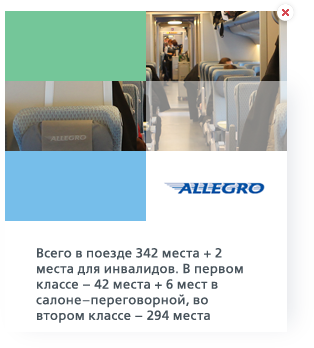 ALLEGRO
ALLEGRO
Всего в поезде 342 места + 2
места для инвалидов. В первом
классе – 42 места + 6 мест в
салоне–переговорной, во
втором классе – 294 места